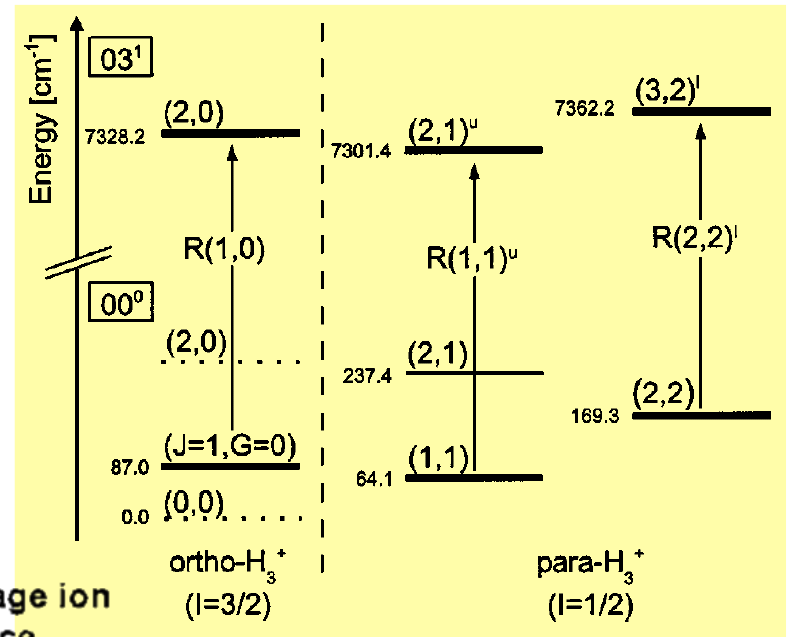 Energy [cm⁻¹]
03¹
(2,0)
7328.2
(2,1)ᵘ
7301.4
(3,2)ˡ
7362.2
R(1,0)
R(1,1)ᵘ
R(2,2)ˡ
00⁰
(2,0)
(2,1)
237.4
(2,2)
169.3
(J=1,G=0)
87.0
(1,1)
64.1
(0,0)
0.0
ortho-H₃⁺
(I=3/2)
para-H₃⁺
(I=1/2)
age ion